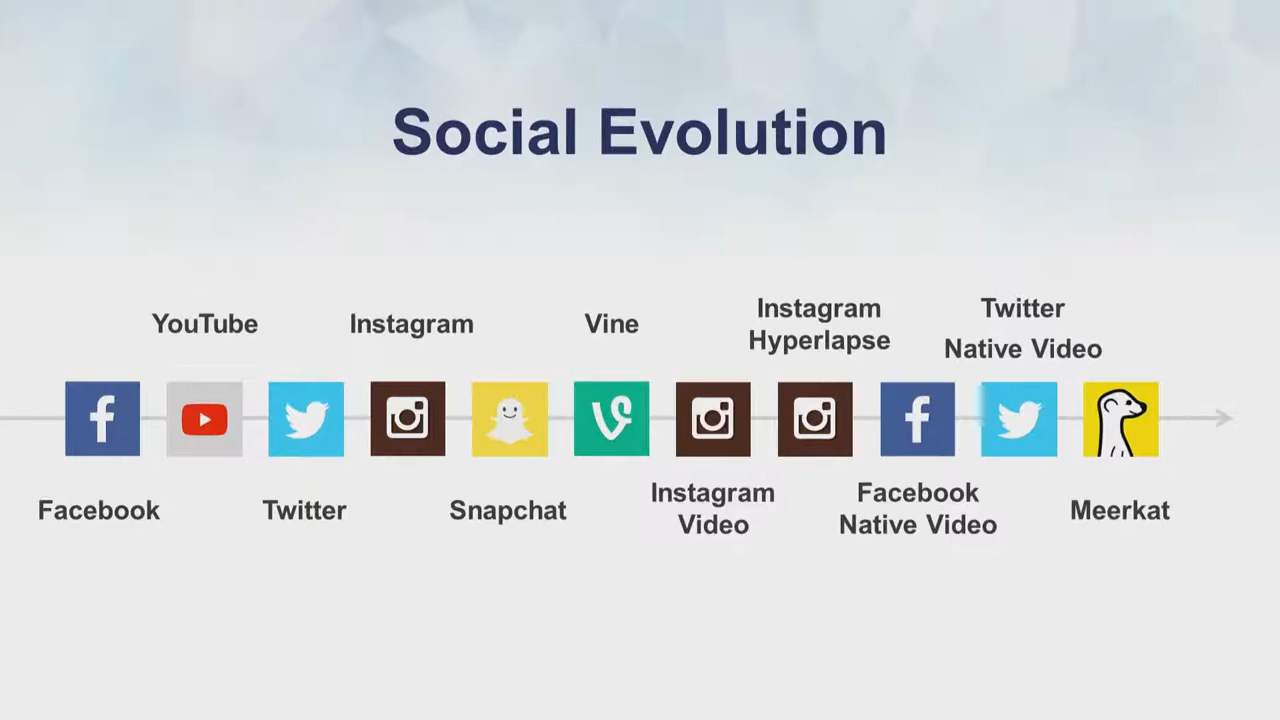 Social Evolution
YouTube
Instagram
Vine
Instagram
Hyperlapse
Twitter
Native Video
Facebook
Twitter
Snapchat
Instagram
Video
Facebook
Native Video
Meerkat